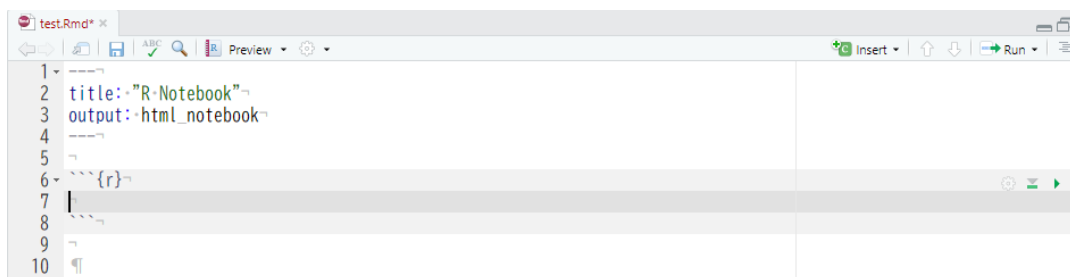 test.Rmd*
ABC Preview Insert Run
1 ---
2 title: "R Notebook"
3 output: html_notebook
4 ---
5
6 ```{r}
7
8 ```
9
10